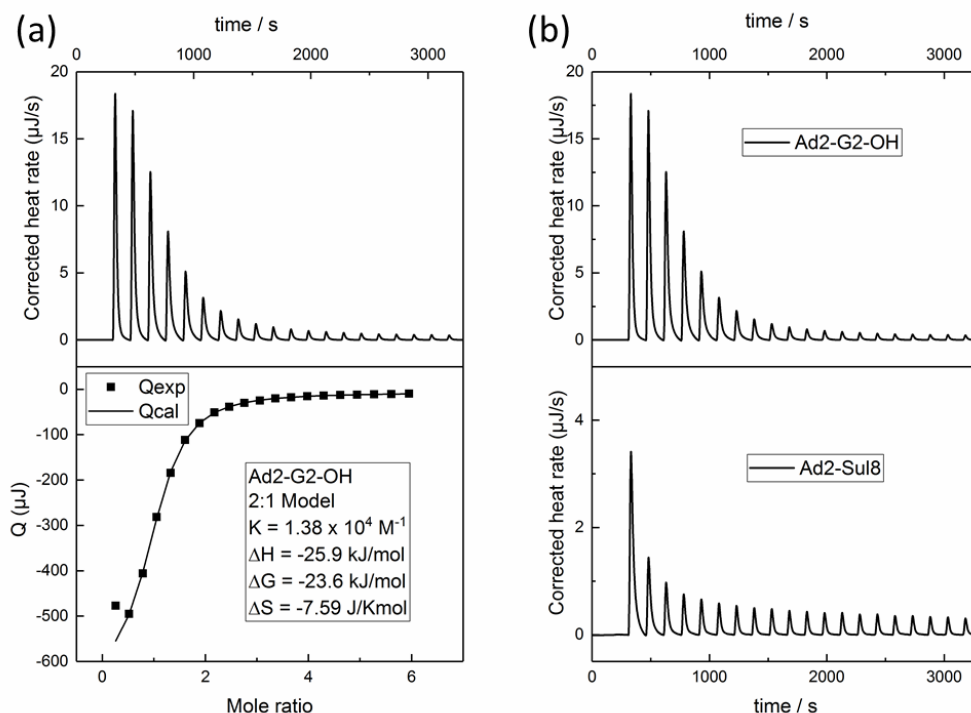 (a)
time / s
0 1000 2000 3000
20
15
10
5
0
Corrected heat rate (µJ/s)
0
-100
-200
-300
-400
-500
-600
Q (µJ)
Qexp
Qcal
Ad2-G2-OH
2:1 Model
K = 1.38 x 10⁴ M⁻¹
ΔH = -25.9 kJ/mol
ΔG = -23.6 kJ/mol
ΔS = -7.59 J/Kmol
0 2 4 6
Mole ratio
(b)
time / s
0 1000 2000 3000
20
15
10
5
0
Corrected heat rate (µJ/s)
Ad2-G2-OH
4
2
0
Corrected heat rate (µJ/s)
Ad2-Sul8
0 1000 2000 3000
time / s